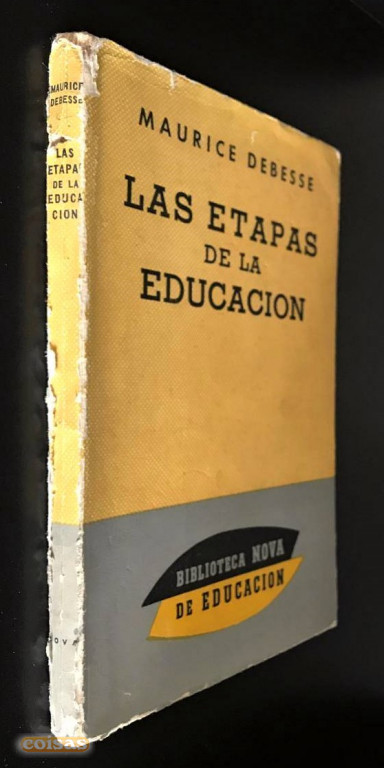 MAURICE
DEBESSE
LAS
ETAPAS
DE LA
EDUCA
CION
MAURICE DEBESSE
LAS ETAPAS
DE LA
EDUCACION
BIBLIOTECA NOVA
DE EDUCACION
coisas